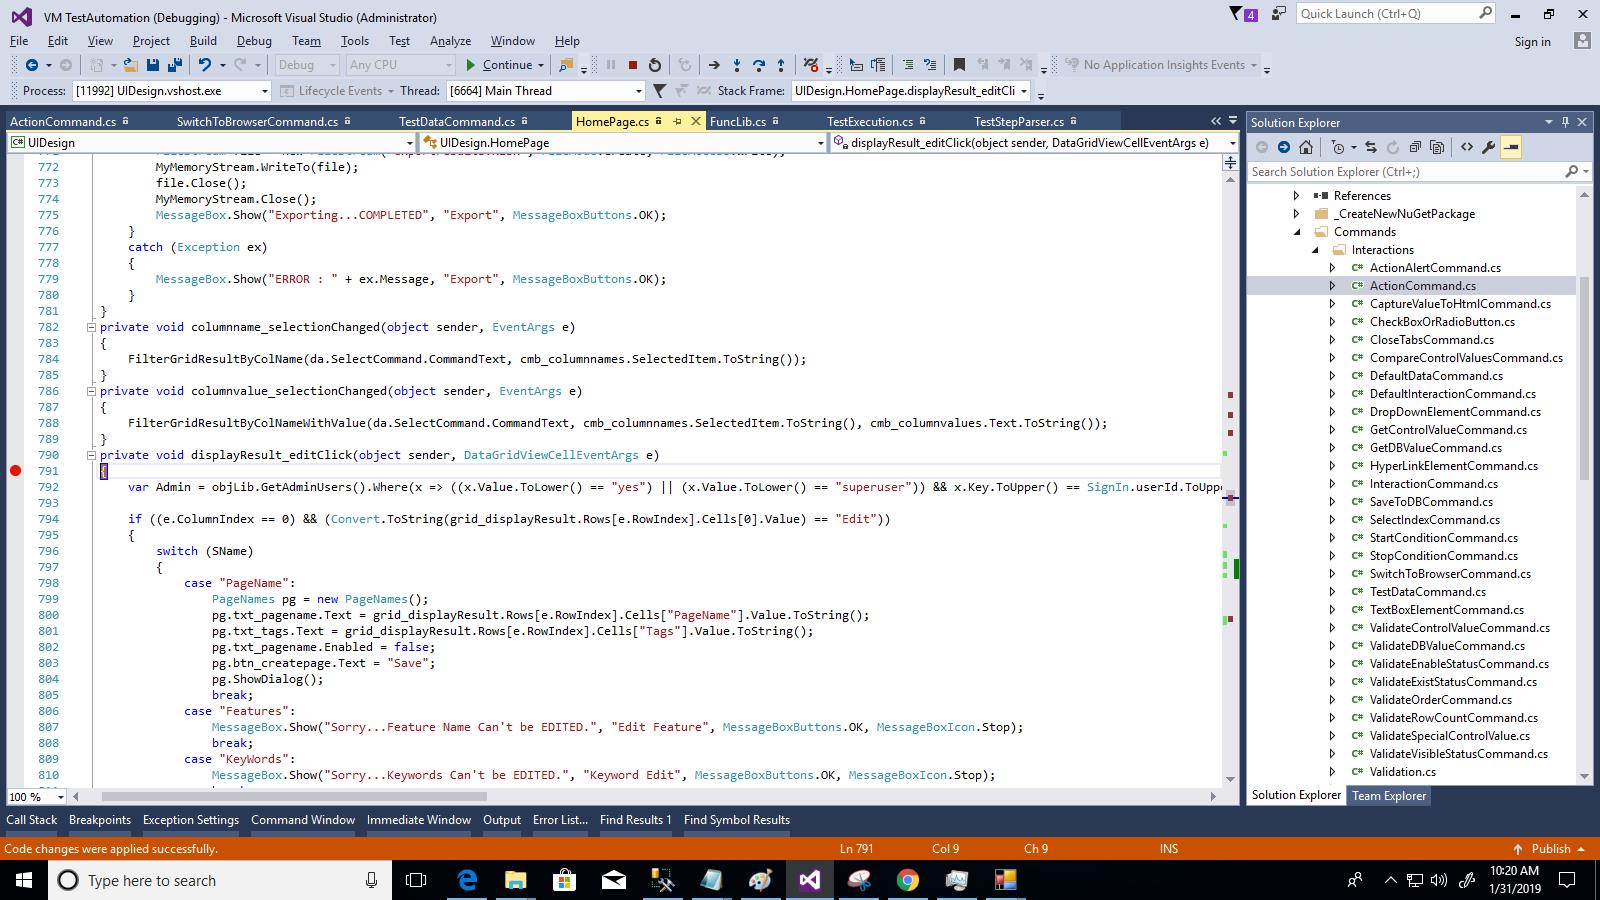 VM TestAutomation (Debugging) - Microsoft Visual Studio (Administrator)
4
Quick Launch (Ctrl+Q)
File Edit View Project Build Debug Team Tools Test Analyze Window Help
Sign in
Debug Any CPU Continue No Application Insights Events
Process: [11992] UIDesign.vshost.exe Lifecycle Events Thread: [6664] Main Thread Stack Frame: UIDesign.HomePage.displayResult_editCli
ActionCommand.cs SwitchToBrowserCommand.cs TestDataCommand.cs HomePage.cs FuncLib.cs TestExecution.cs TestStepParser.cs
UIDesign UIDesign.HomePage displayResult_editClick(object sender, DataGridViewCellEventArgs e)
772 MyMemoryStream.WriteTo(file);
773 file.Close();
774 MyMemoryStream.Close();
775 MessageBox.Show("Exporting...COMPLETED", "Export", MessageBoxButtons.OK);
776 }
777 catch (Exception ex)
778 {
779 MessageBox.Show("ERROR : " + ex.Message, "Export", MessageBoxButtons.OK);
780 }
781 }
782 private void columnname_selectionChanged(object sender, EventArgs e)
783 {
784 FilterGridResultByColName(da.SelectCommand.CommandText, cmb_columnnames.SelectedItem.ToString());
785 }
786 private void columnvalue_selectionChanged(object sender, EventArgs e)
787 {
788 FilterGridResultByColNameWithValue(da.SelectCommand.CommandText, cmb_columnnames.SelectedItem.ToString(), cmb_columnvalues.Text.ToString());
789 }
790 private void displayResult_editClick(object sender, DataGridViewCellEventArgs e)
791 {
792 var Admin = objLib.GetAdminUsers().Where(x => ((x.Value.ToLower() == "yes") || (x.Value.ToLower() == "superuser")) && x.Key.ToUpper() == SignIn.userId.ToUpp
793
794 if ((e.ColumnIndex == 0) && (Convert.ToString(grid_displayResult.Rows[e.RowIndex].Cells[0].Value) == "Edit"))
795 {
796 switch (SName)
797 {
798 case "PageName":
799 PageNames pg = new PageNames();
800 pg.txt_pagename.Text = grid_displayResult.Rows[e.RowIndex].Cells["PageName"].Value.ToString();
801 pg.txt_tags.Text = grid_displayResult.Rows[e.RowIndex].Cells["Tags"].Value.ToString();
802 pg.txt_pagename.Enabled = false;
803 pg.btn_createpage.Text = "Save";
804 pg.ShowDialog();
805 break;
806 case "Features":
807 MessageBox.Show("Sorry...Feature Name Can't be EDITED.", "Edit Feature", MessageBoxButtons.OK, MessageBoxIcon.Stop);
808 break;
809 case "KeyWords":
810 MessageBox.Show("Sorry...Keywords Can't be EDITED.", "Keyword Edit", MessageBoxButtons.OK, MessageBoxIcon.Stop);
100 %
Solution Explorer
Search Solution Explorer (Ctrl+;)
References
_CreateNewNuGetPackage
Commands
Interactions
C# ActionAlertCommand.cs
C# ActionCommand.cs
C# CaptureValueToHtmlCommand.cs
C# CheckBoxOrRadioButton.cs
C# CloseTabsCommand.cs
C# CompareControlValuesCommand.cs
C# DefaultDataCommand.cs
C# DefaultInteractionCommand.cs
C# DropDownElementCommand.cs
C# GetControlValueCommand.cs
C# GetDBValueCommand.cs
C# HyperLinkElementCommand.cs
C# InteractionCommand.cs
C# SaveToDBCommand.cs
C# SelectIndexCommand.cs
C# StartConditionCommand.cs
C# StopConditionCommand.cs
C# SwitchToBrowserCommand.cs
C# TestDataCommand.cs
C# TextBoxElementCommand.cs
C# ValidateControlValueCommand.cs
C# ValidateDBValueCommand.cs
C# ValidateEnableStatusCommand.cs
C# ValidateExistStatusCommand.cs
C# ValidateOrderCommand.cs
C# ValidateRowCountCommand.cs
C# ValidateSpecialControlValue.cs
C# ValidateVisibleStatusCommand.cs
C# Validation.cs
Solution Explorer Team Explorer
Call Stack Breakpoints Exception Settings Command Window Immediate Window Output Error List... Find Results 1 Find Symbol Results
Code changes were applied successfully. Ln 791 Col 9 Ch 9 INS Publish
Type here to search
10:20 AM
1/31/2019